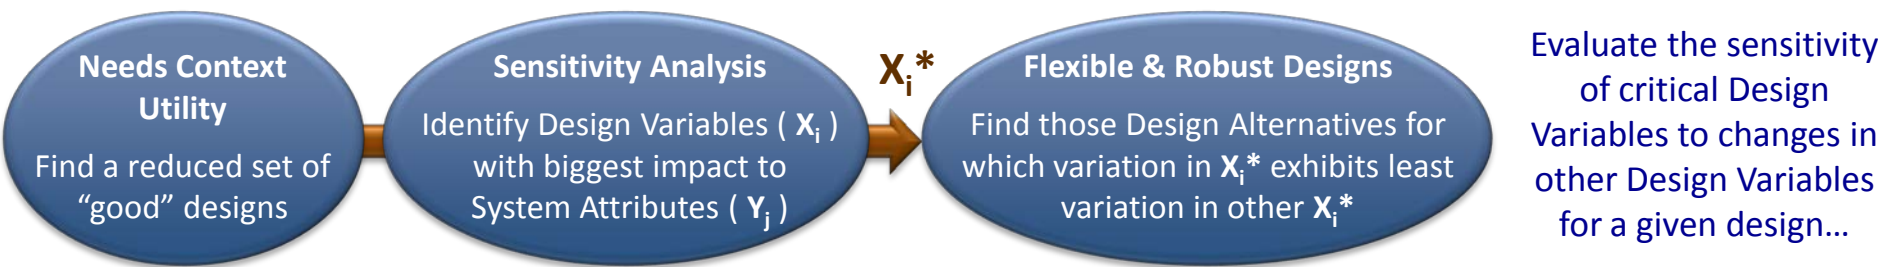 Needs Context
Utility
Find a reduced set of
“good” designs
Sensitivity Analysis
Identify Design Variables ( Xi )
with biggest impact to
System Attributes ( Yj )
Xi*
Flexible & Robust Designs
Find those Design Alternatives for
which variation in Xi* exhibits least
variation in other Xi*
Evaluate the sensitivity
of critical Design
Variables to changes in
other Design Variables
for a given design…